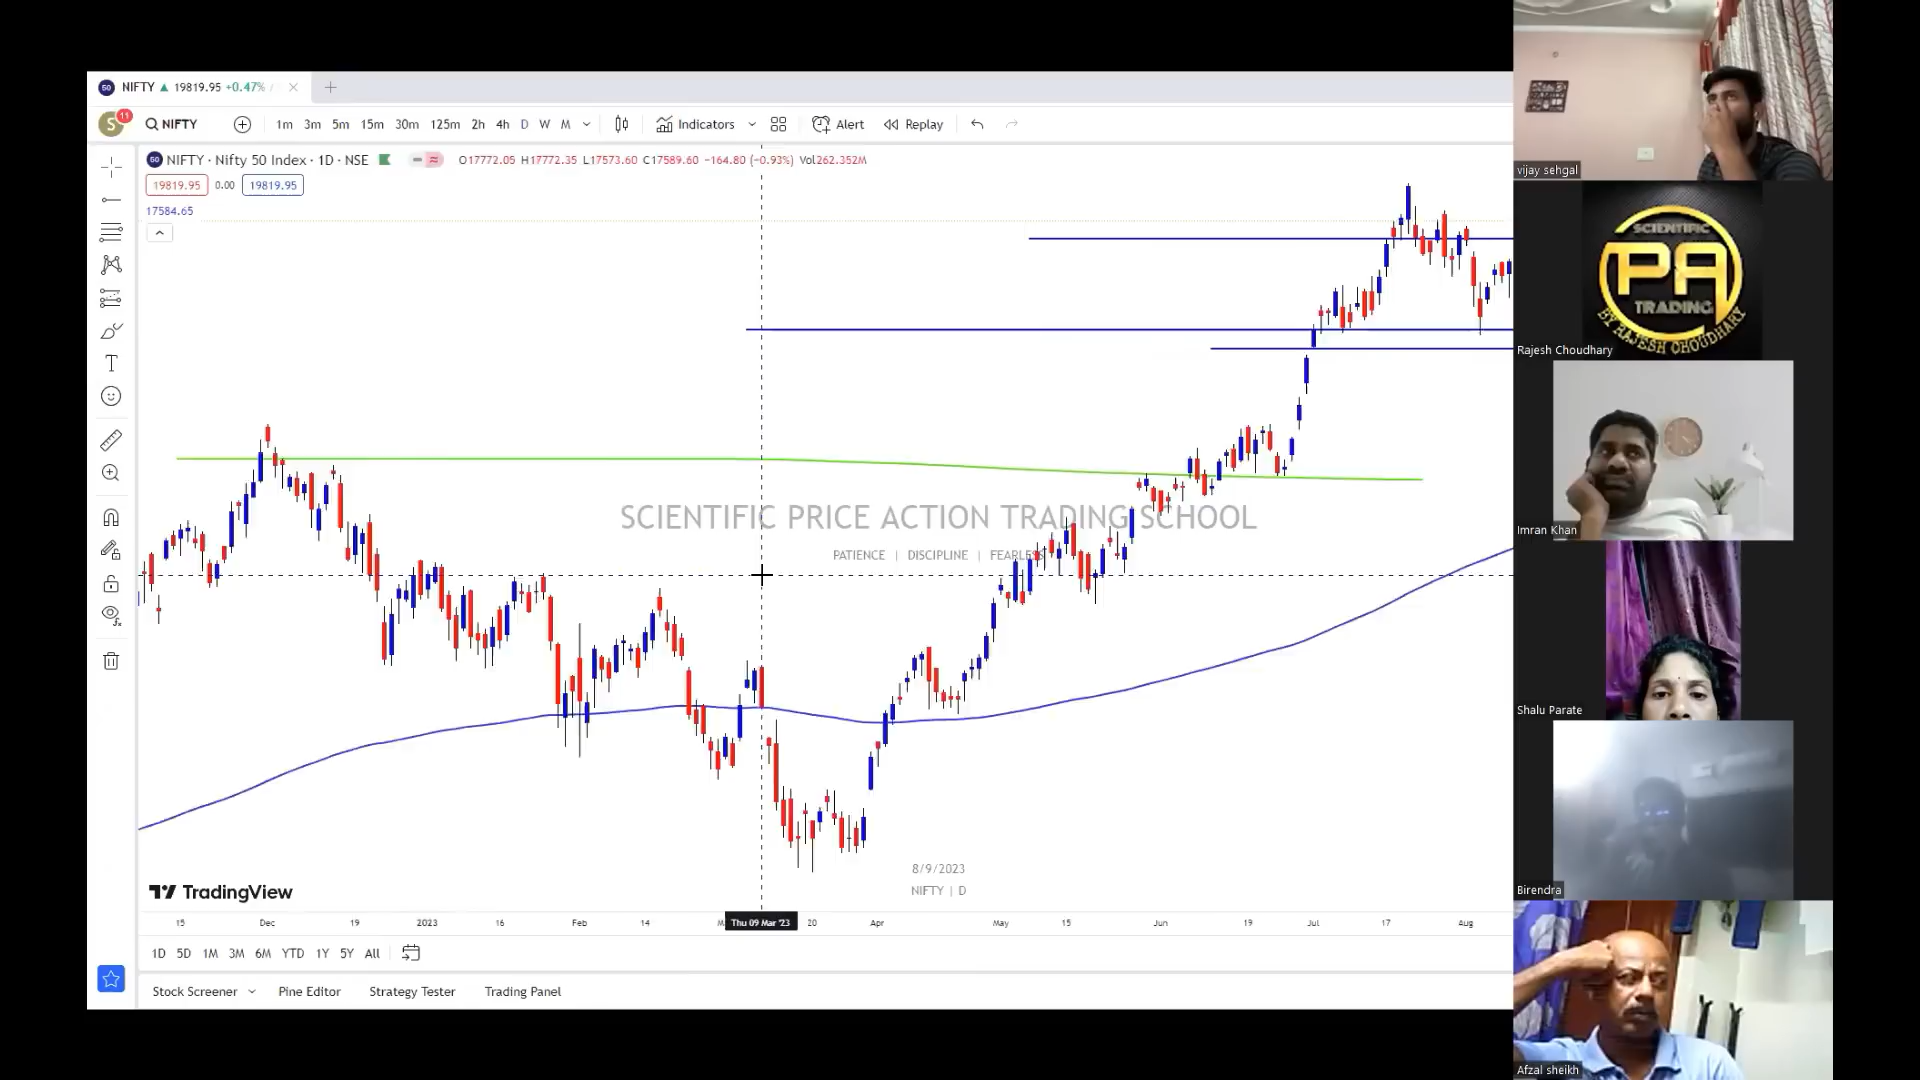 NIFTY ▲ 19819.95 +0.47% /
S 11 NIFTY 1m 3m 5m 15m 30m 125m 2h 4h D W M Indicators Alert Replay
50 NIFTY · Nifty 50 Index · 1D · NSE O17772.05 H17772.35 L17573.60 C17589.60 −164.80 (−0.93%) Vol262.352M
19819.95 0.00 19819.95
17584.65
SCIENTIFIC PRICE ACTION TRADING SCHOOL
PATIENCE | DISCIPLINE | FEARLESS
8/9/2023
NIFTY | D
TradingView
15 Dec 19 2023 16 Feb 14 Thu 09 Mar '23 20 Apr May 15 Jun 19 Jul 17 Aug
1D 5D 1M 3M 6M YTD 1Y 5Y All
Stock Screener Pine Editor Strategy Tester Trading Panel
vijay sehgal
SCIENTIFIC
PA
TRADING
BY RAJESH CHOUDHARY
Rajesh Choudhary
Imran Khan
Shalu Parate
Birendra
Afzal sheikh